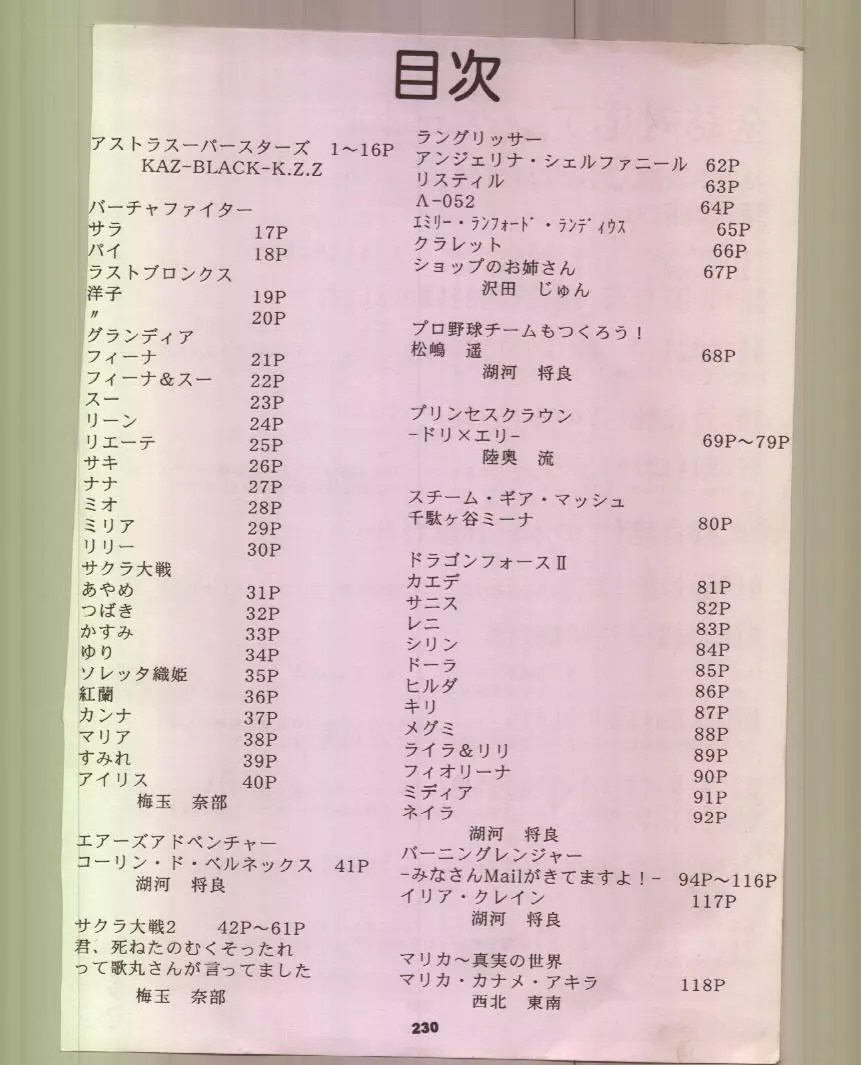 目次
アストラスーパースターズ 1～16P
KAZ-BLACK-K.Z.Z
バーチャファイター
サラ 17P
パイ 18P
ラストブロンクス
洋子 19P
〃 20P
グランディア
フィーナ 21P
フィーナ＆スー 22P
スー 23P
リーン 24P
リエーテ 25P
サキ 26P
ナナ 27P
ミオ 28P
ミリア 29P
リリー 30P
サクラ大戦
あやめ 31P
つばき 32P
かすみ 33P
ゆり 34P
ソレッタ織姫 35P
紅蘭 36P
カンナ 37P
マリア 38P
すみれ 39P
アイリス 40P
梅玉 奈部
エアーズアドベンチャー
コーリン・ド・ベルネックス 41P
湖河 将良
サクラ大戦2 42P～61P
君、死ねたのむくそったれ
って歌丸さんが言ってました
梅玉 奈部
ラングリッサー
アンジェリナ・シェルファニール 62P
リスティル 63P
Λ-052 64P
ｴﾐﾘｰ・ﾗﾝﾌｫｰﾄﾞ・ﾗﾝﾃﾞｨｳｽ 65P
クラレット 66P
ショップのお姉さん 67P
沢田 じゅん
プロ野球チームもつくろう！
松嶋 遥 68P
湖河 将良
プリンセスクラウン
-ドリ×エリ- 69P～79P
陸奥 流
スチーム・ギア・マッシュ
千駄ヶ谷ミーナ 80P
ドラゴンフォースⅡ
カエデ 81P
サニス 82P
レニ 83P
シリン 84P
ドーラ 85P
ヒルダ 86P
キリ 87P
メグミ 88P
ライラ＆リリ 89P
フィオリーナ 90P
ミディア 91P
ネイラ 92P
湖河 将良
バーニングレンジャー
-みなさんMailがきてますよ！- 94P～116P
イリア・クレイン 117P
湖河 将良
マリカ～真実の世界
マリカ・カナメ・アキラ 118P
西北 東南
230